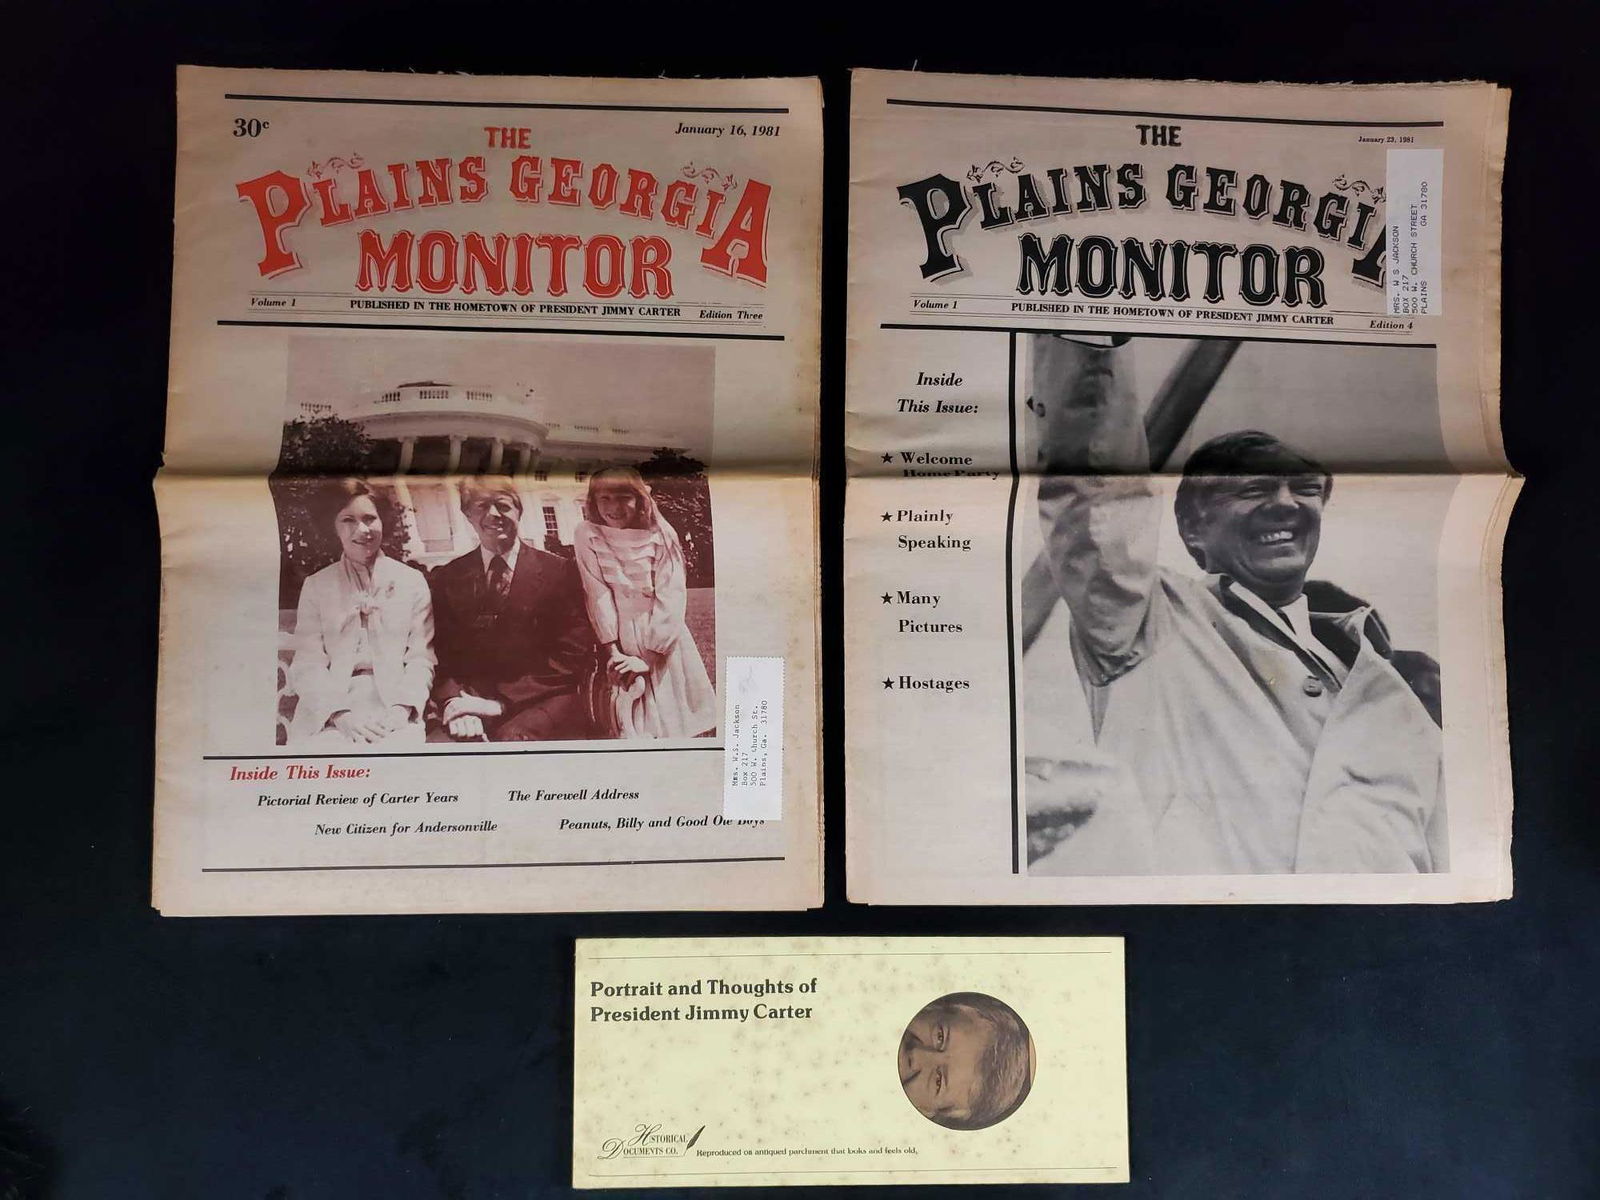 30c
January 16, 1981
THE
PLAINS GEORGIA
MONITOR
Volume 1
PUBLISHED IN THE HOMETOWN OF PRESIDENT JIMMY CARTER
Edition Three
Inside This Issue:
Pictorial Review of Carter Years
The Farewell Address
New Citizen for Andersonville
Peanuts, Billy and Good Ole Boys
Mrs. W.S. Jackson
Box 217
500 W. Church St.
Plains, Ga. 31780
January 23, 1981
THE
PLAINS GEORGIA
MONITOR
Volume 1
PUBLISHED IN THE HOMETOWN OF PRESIDENT JIMMY CARTER
Edition 4
MRS. W S JACKSON
BOX 217
500 W. CHURCH STREET
PLAINS GA 31780
Inside
This Issue:
★ Welcome
Home Party
★ Plainly
Speaking
★ Many
Pictures
★ Hostages
Portrait and Thoughts of
President Jimmy Carter
HISTORICAL
DOCUMENTS CO.
Reproduced on antiqued parchment that looks and feels old,